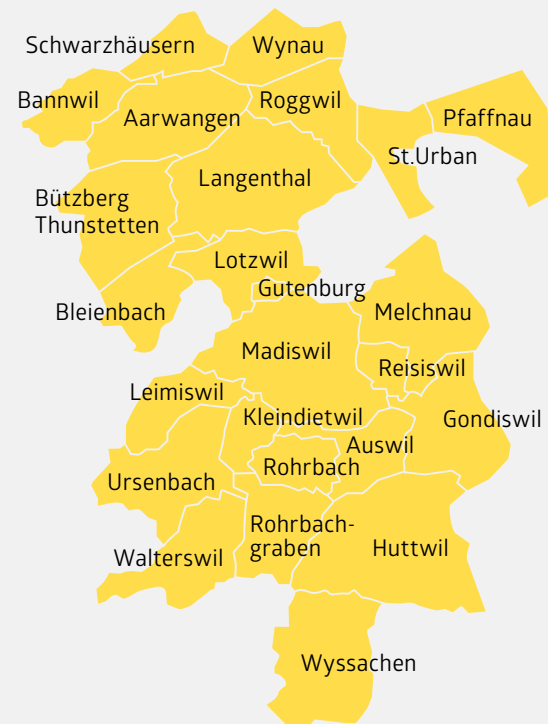 Schwarzhäusern
Wynau
Bannwil
Aarwangen
Roggwil
Pfaffnau
St.Urban
Langenthal
Bützberg
Thunstetten
Lotzwil
Gutenburg
Bleienbach
Melchnau
Madiswil
Reisiswil
Leimiswil
Kleindietwil
Gondiswil
Auswil
Rohrbach
Ursenbach
Rohrbach-
graben
Huttwil
Walterswil
Wyssachen